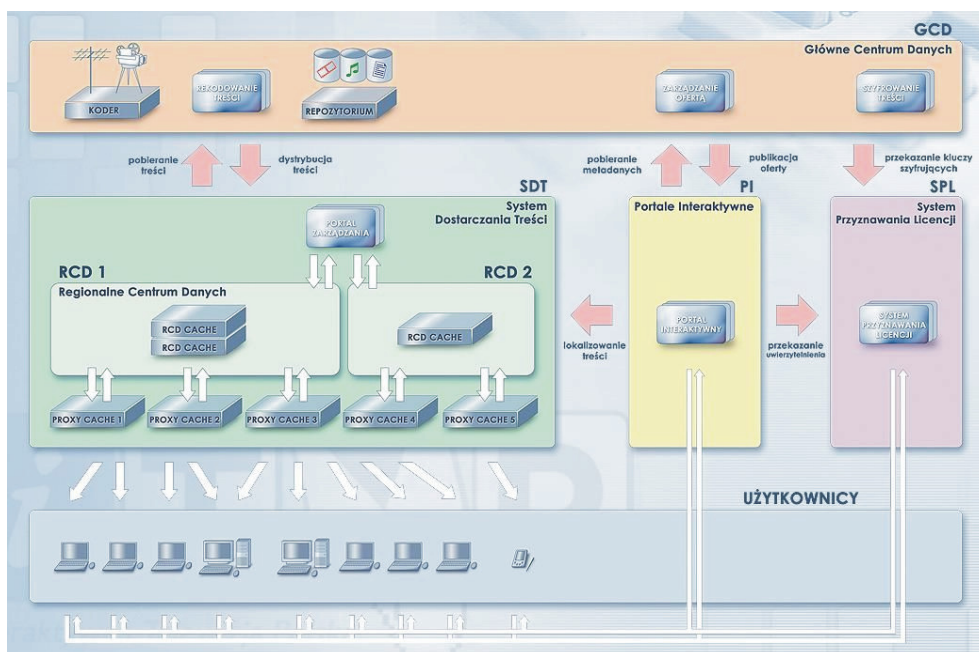 GCD
Główne Centrum Danych
KODER
REKODOWANIE
TREŚCI
REPOZYTORIUM
ZARZĄDZANIE
OFERTĄ
SZYFROWANIE
TREŚCI
pobieranie
treści
dystrybucja
treści
pobieranie
metadanych
publikacja
oferty
przekazanie kluczy
szyfrujących
SDT
System
Dostarczania Treści
PI
Portale Interaktywne
SPL
System
Przyznawania Licencji
PORTAL
ZARZĄDZANIA
RCD 1
Regionalne Centrum Danych
RCD 2
RCD CACHE
RCD CACHE
RCD CACHE
lokalizowanie
treści
PORTAL
INTERAKTYWNY
przekazanie
uwierzytelnienia
SYSTEM
PRZYZNAWANIA
LICENCJI
PROXY CACHE 1
PROXY CACHE 2
PROXY CACHE 3
PROXY CACHE 4
PROXY CACHE 5
UŻYTKOWNICY